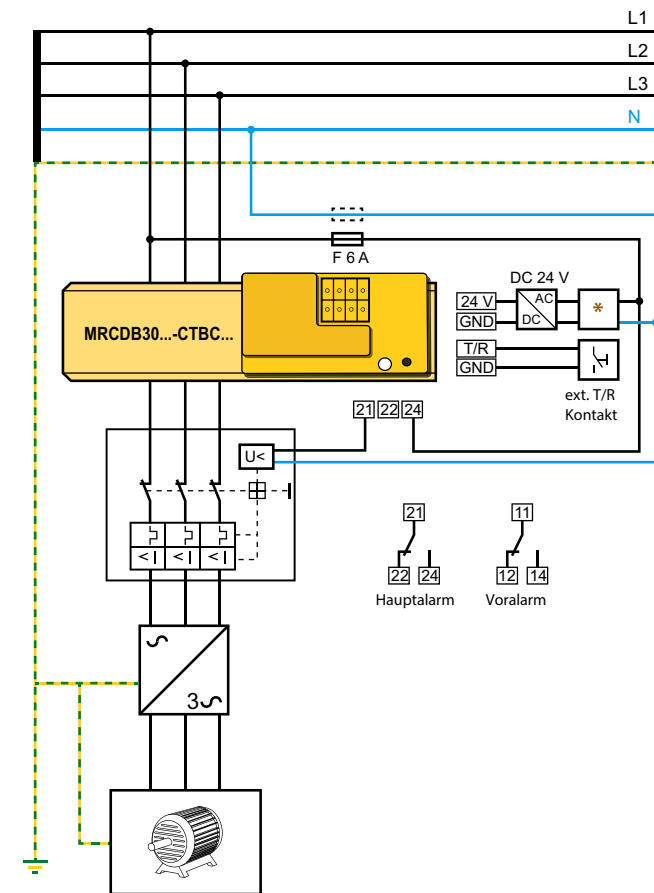 L1
L2
L3
N
F 6 A
DC 24 V
24 V
AC
*
GND
DC
MRCDB30...-CTBC...
T/R
GND
ext. T/R
Kontakt
21 22 24
U<
21
11
22 24
12 14
Hauptalarm
Voralarm
< I < I < I
3